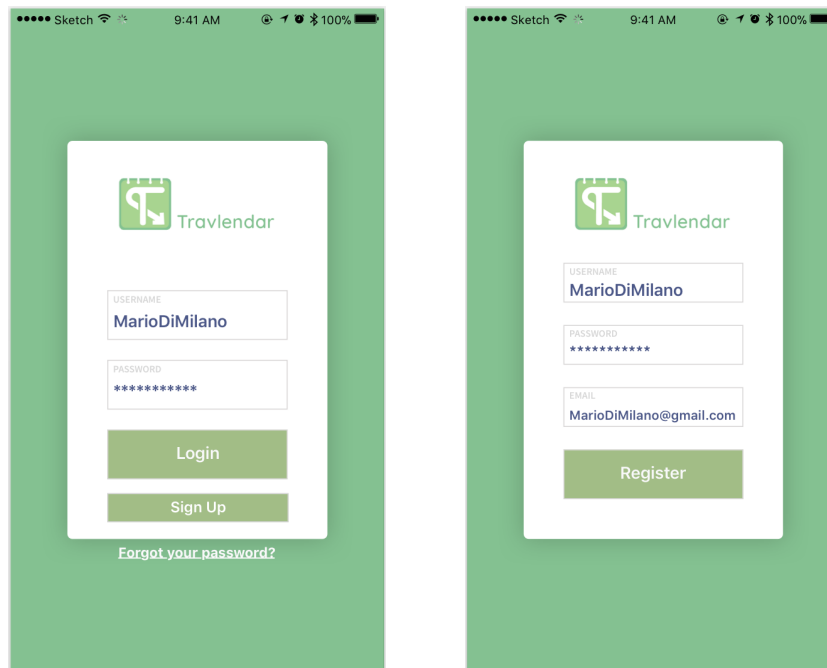 Sketch 9:41 AM 100%
Travlendar
USERNAME
MarioDiMilano
PASSWORD
***********
Login
Sign Up
Forgot your password?
Sketch 9:41 AM 100%
Travlendar
USERNAME
MarioDiMilano
PASSWORD
***********
EMAIL
MarioDiMilano@gmail.com
Register